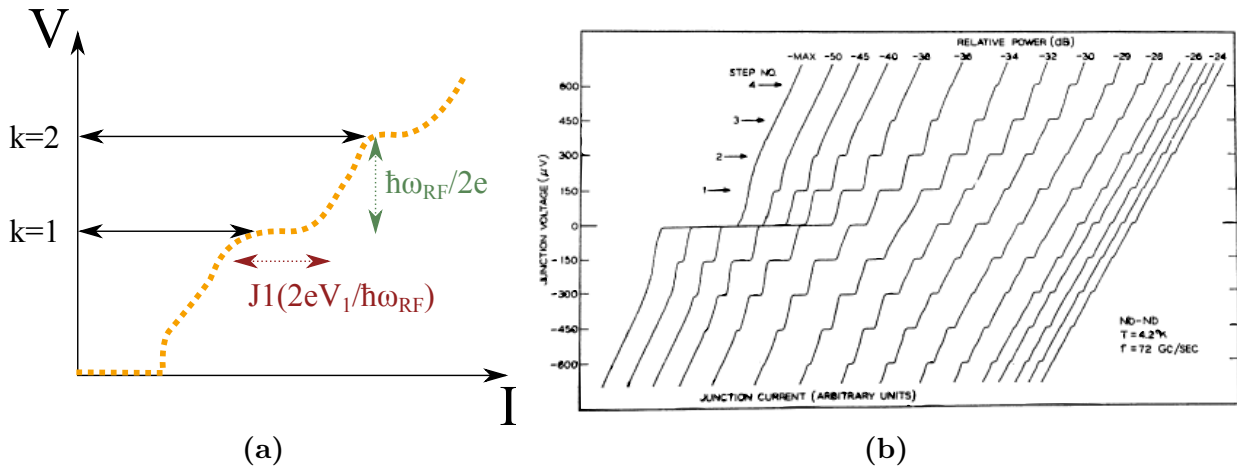 V
k=2
ħω_RF/2e
k=1
J1(2eV₁/ħω_RF)
I
(a)
RELATIVE POWER (dB)
-MAX -50 -45 -40 -38 -36 -34 -32 -30 -29 -28 -26 -24
STEP NO.
4
3
2
1
600
450
300
150
0
-150
-300
-450
-600
JUNCTION VOLTAGE (μV)
Nb-Nb
T = 4.2°K
f = 72 GC/SEC
JUNCTION CURRENT (ARBITRARY UNITS)
(b)